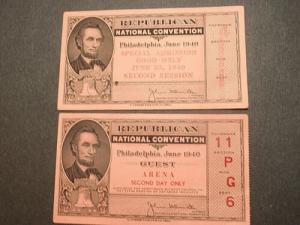 REPUBLICAN
NATIONAL CONVENTION
Philadelphia, June 1940
SPECIAL ADMISSION
GOOD ONLY
JUNE 25, 1940
SECOND SESSION
REPUBLICAN
NATIONAL CONVENTION
Philadelphia, June 1940
GUEST
ARENA
SECOND DAY ONLY
11
P
G
SEAT
6